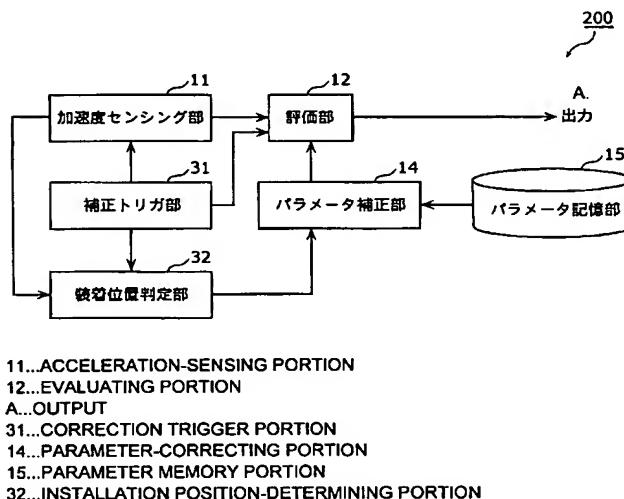 200
11
12
A.
加速度センシング部
評価部
出力
31
14
15
補正トリガ部
パラメータ補正部
パラメータ記憶部
32
装着位置判定部
11...ACCELERATION-SENSING PORTION
12...EVALUATING PORTION
A...OUTPUT
31...CORRECTION TRIGGER PORTION
14...PARAMETER-CORRECTING PORTION
15...PARAMETER MEMORY PORTION
32...INSTALLATION POSITION-DETERMINING PORTION